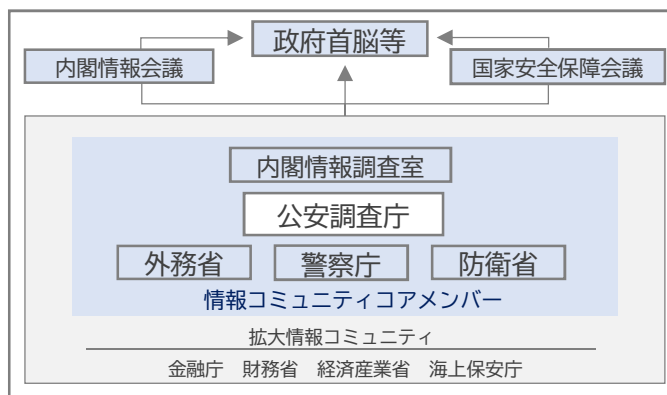 政府首脳等
内閣情報会議
国家安全保障会議
内閣情報調査室
公安調査庁
外務省 警察庁 防衛省
情報コミュニティコアメンバー
拡大情報コミュニティ
金融庁 財務省 経済産業省 海上保安庁